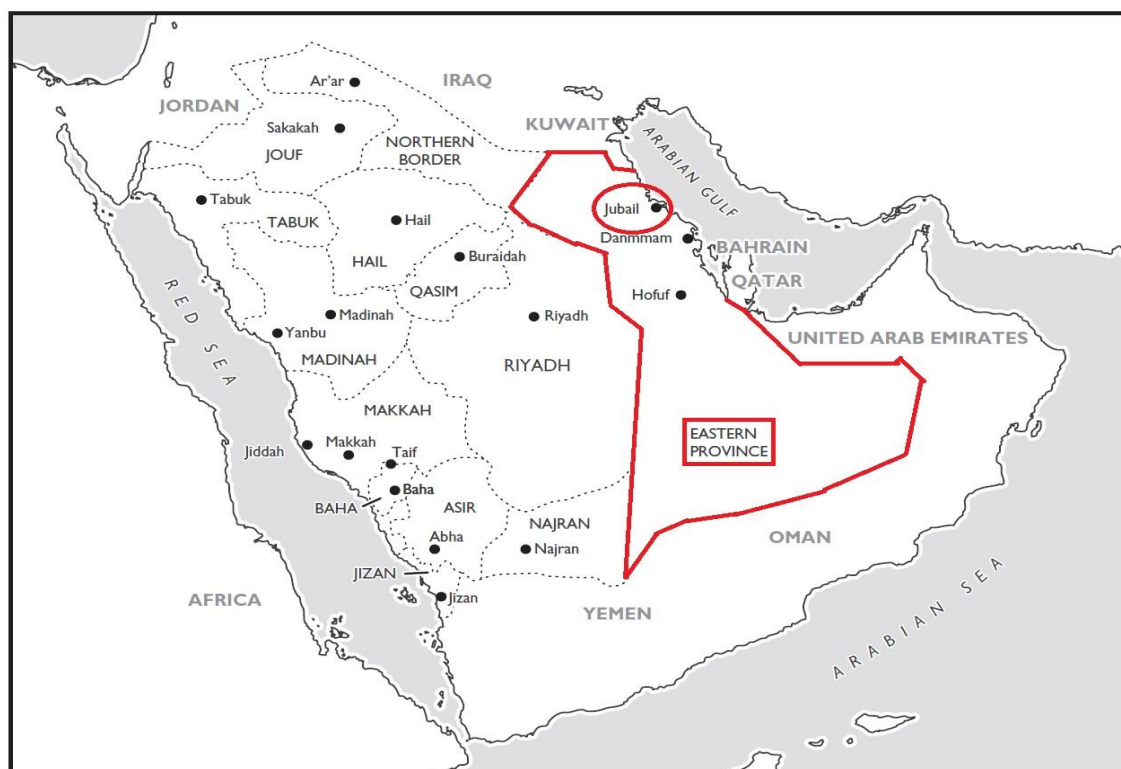 Ar'ar
IRAQ
JORDAN
KUWAIT
Sakakah
JOUF
NORTHERN
BORDER
ARABIAN GULF
Tabuk
TABUK
Hail
HAIL
Jubail
Danmmam
BAHRAIN
QATAR
Buraidah
QASIM
Hofuf
RED SEA
Madinah
Yanbu
MADINAH
Riyadh
RIYADH
UNITED ARAB EMIRATES
MAKKAH
Jiddah
Makkah
Taif
EASTERN
PROVINCE
BAHA
Baha
ASIR
Abha
NAJRAN
Najran
OMAN
JIZAN
Jizan
AFRICA
YEMEN
ARABIAN SEA